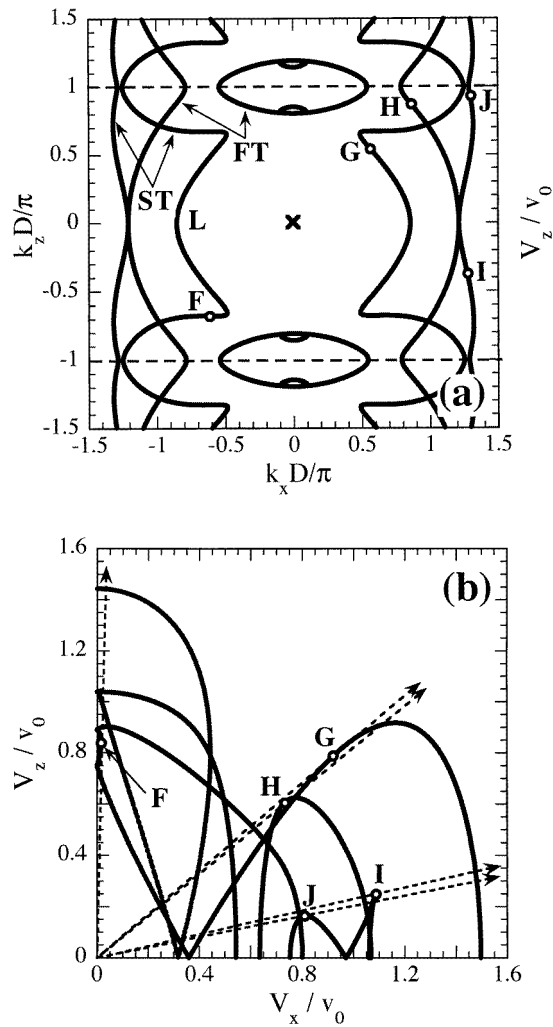 1.5
1
0.5
0
-0.5
-1
-1.5
k_z D/π
-1.5 -1 -0.5 0 0.5 1 1.5
k_x D/π
V_z / v_0
ST
FT
L
F
G
H
J
I
(a)
1.6
1.2
0.8
0.4
0
V_z / v_0
0 0.4 0.8 1.2 1.6
V_x / v_0
F
G
H
J
I
(b)